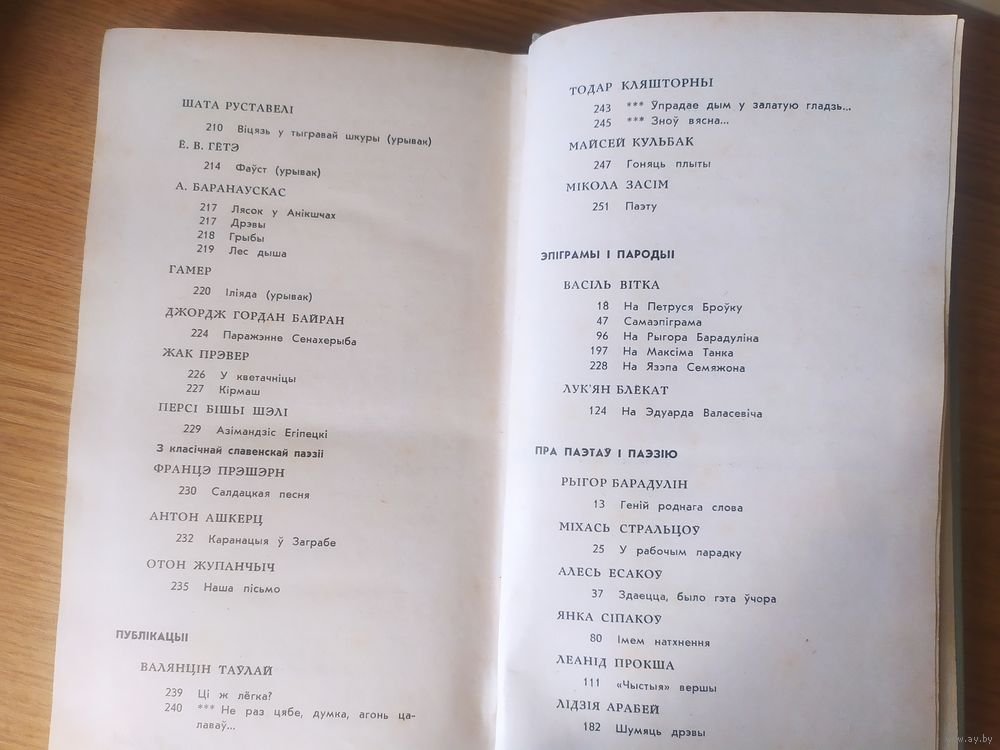 ШАТА РУСТАВЕЛІ
210 Віцязь у тыгравай шкуры (урывак)
Ё. В. ГЁТЭ
214 Фаўст (урывак)
А. БАРАНАУСКАС
217 Лясок у Анікшчах
217 Дрэвы
218 Грыбы
219 Лес дыша
ГАМЕР
220 Іліяда (урывак)
ДЖОРДЖ ГОРДАН БАЙРАН
224 Паражэнне Сенахерыба
ЖАК ПРЭВЕР
226 У кветачніцы
227 Кірмаш
ПЕРСІ БІШЫ ШЭЛІ
229 Азімандзіс Егіпецкі
З класічнай славенскай паэзіі
ФРАНЦЭ ПРЭШЭРН
230 Салдацкая песня
АНТОН АШКЕРЦ
232 Каранацыя ў Заграбе
ОТОН ЖУПАНЧЫЧ
235 Наша пісьмо
ПУБЛІКАЦЫІ
ВАЛЯНЦІН ТАЎЛАЙ
239 Ці ж лёгка?
240 *** Не раз цябе, думка, агонь ца-
лаваў...
ТОДАР КЛЯШТОРНЫ
243 *** Ўпрадае дым у залатую гладзь...
245 *** Зноў вясна...
МАЙСЕЙ КУЛЬБАК
247 Гоняць плыты
МІКОЛА ЗАСІМ
251 Паэту
ЭПІГРАМЫ І ПАРОДЫІ
ВАСІЛЬ ВІТКА
18 На Петруся Броўку
47 Самаэпіграма
96 На Рыгора Барадуліна
197 На Максіма Танка
228 На Язэпа Семяжона
ЛУК'ЯН БЛЁКАТ
124 На Эдуарда Валасевіча
ПРА ПАЭТАЎ І ПАЭЗІЮ
РЫГОР БАРАДУЛІН
13 Геній роднага слова
МІХАСЬ СТРАЛЬЦОЎ
25 У рабочым парадку
АЛЕСЬ ЕСАКОЎ
37 Здаецца, было гэта ўчора
ЯНКА СІПАКОЎ
80 Імем натхнення
ЛЕАНІД ПРОКША
111 «Чыстыя» вершы
ЛІДЗІЯ АРАБЕЙ
182 Шумяць дрэвы
www.ay.by